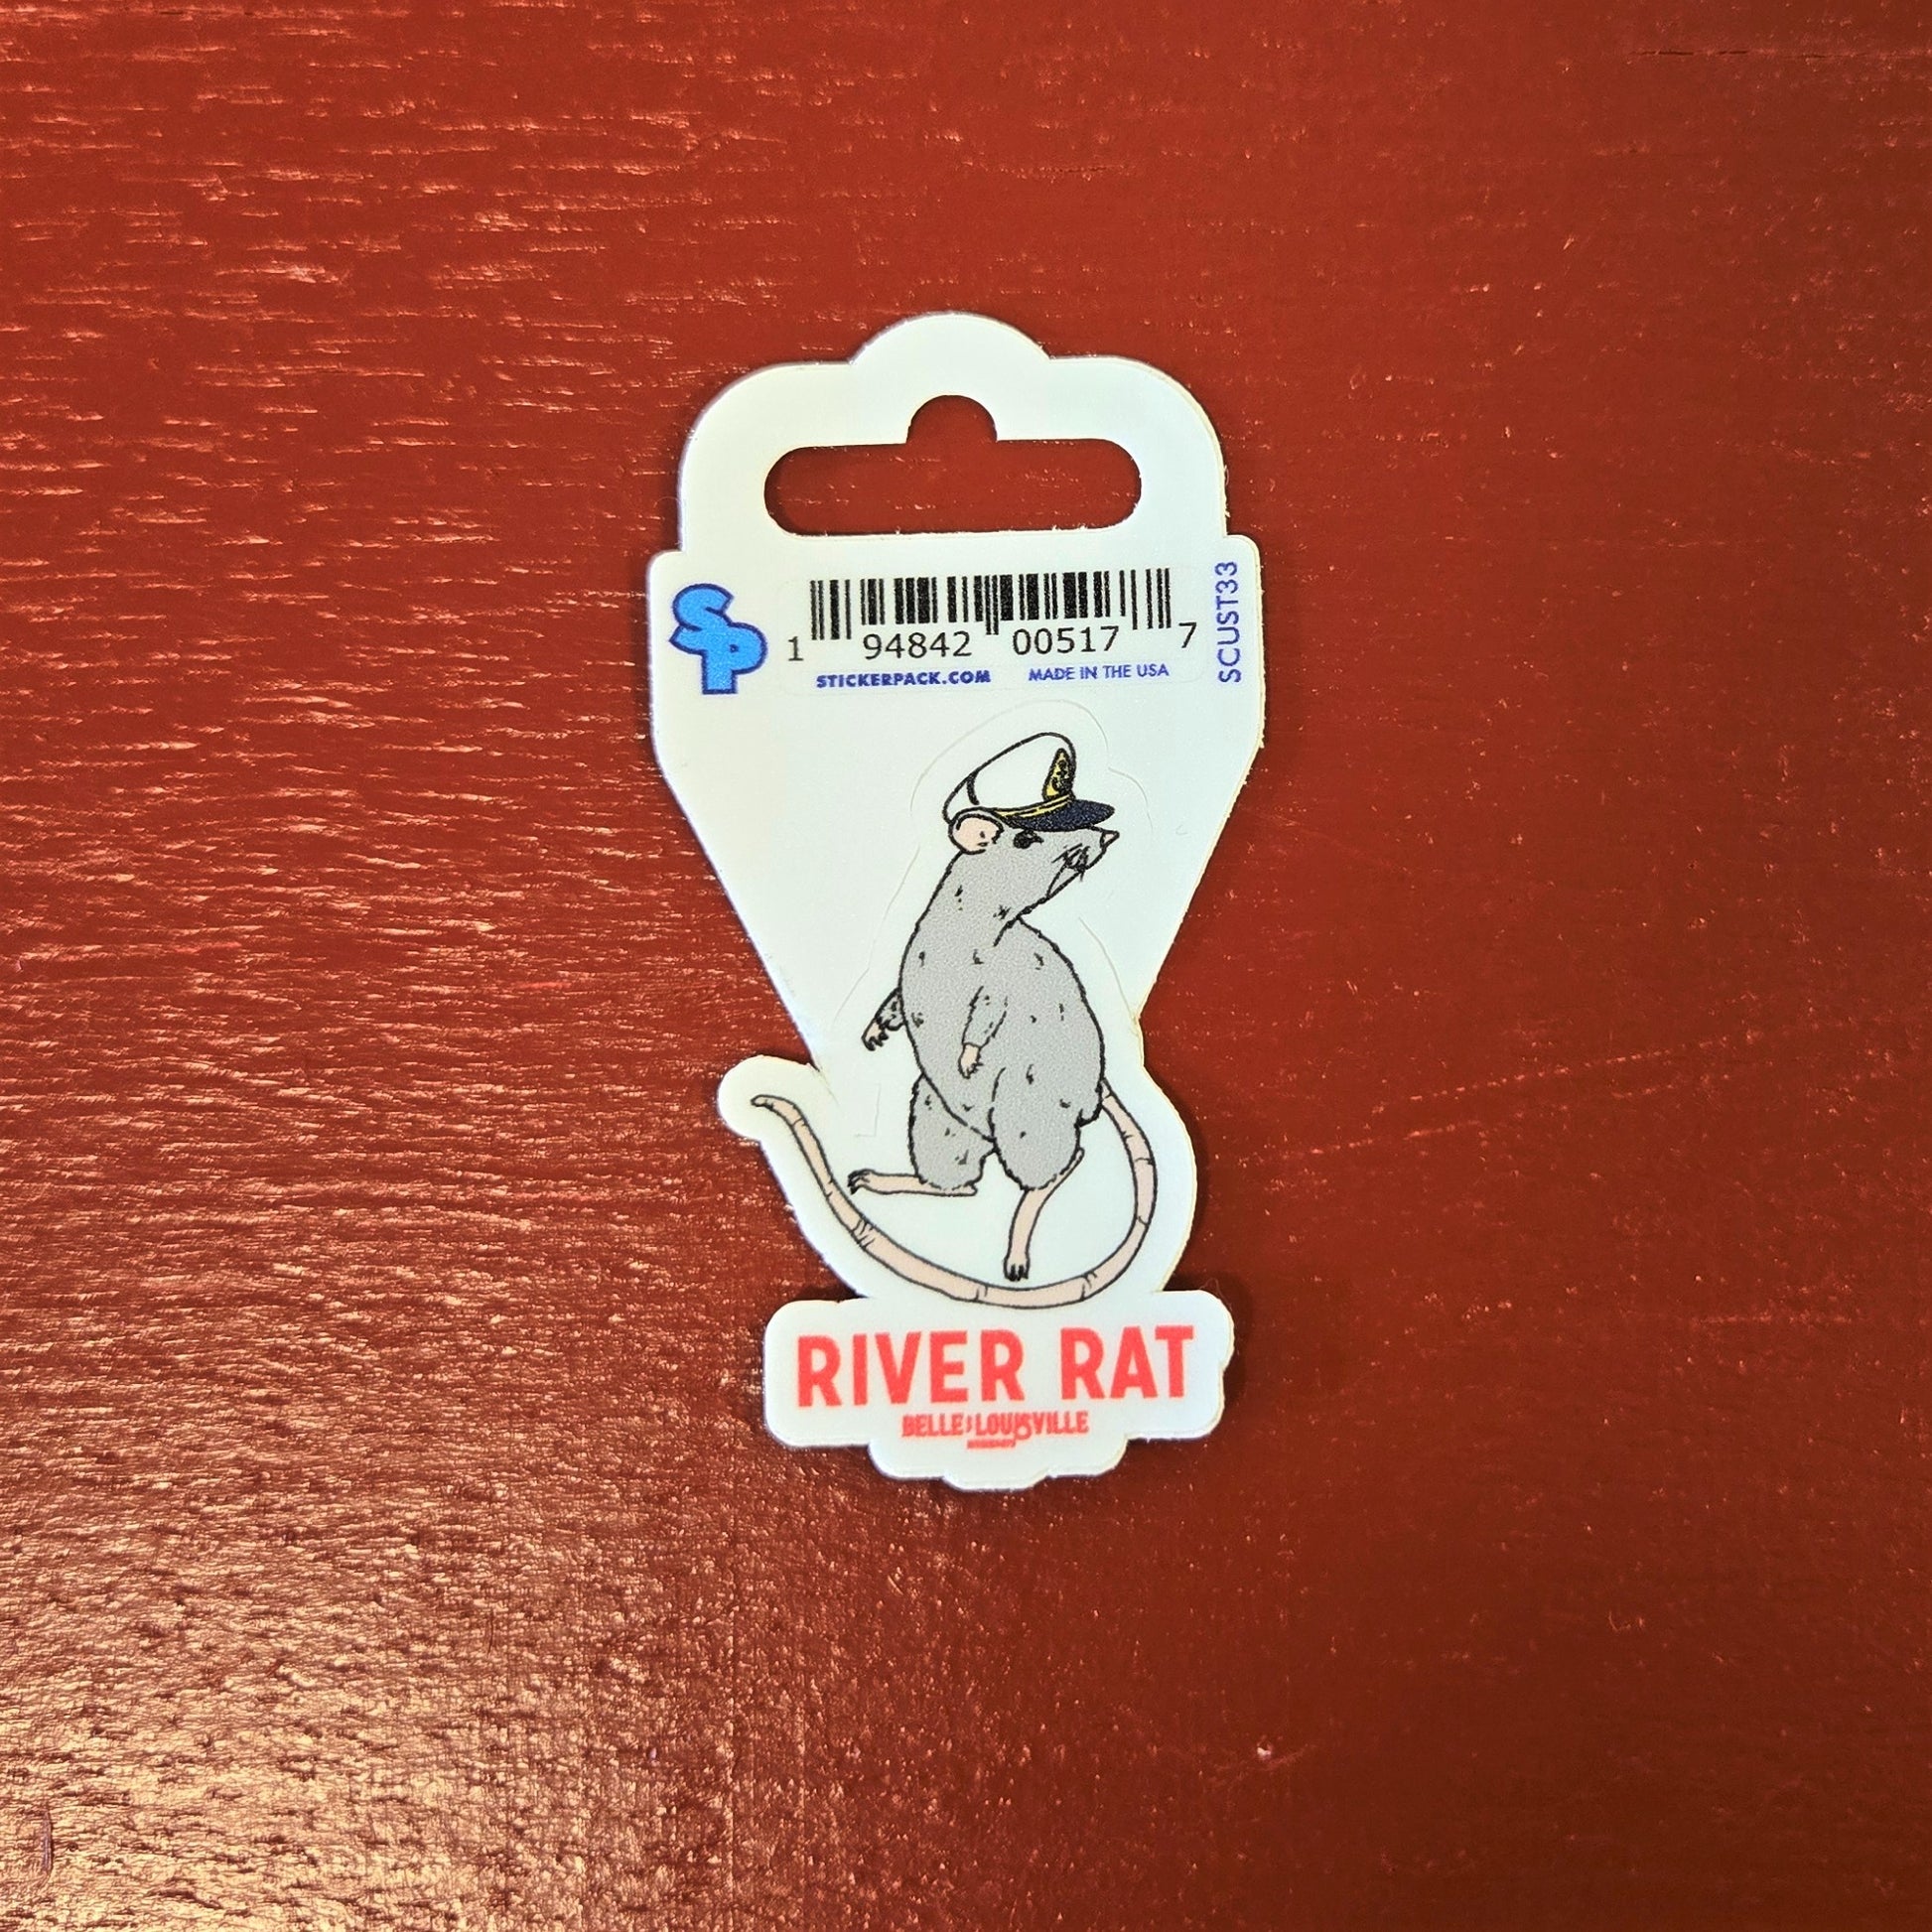 SP
1 94842 00517 7
STICKERPACK.COM MADE IN THE USA
SCUST33
RIVER RAT
BELLE LOUISVILLE